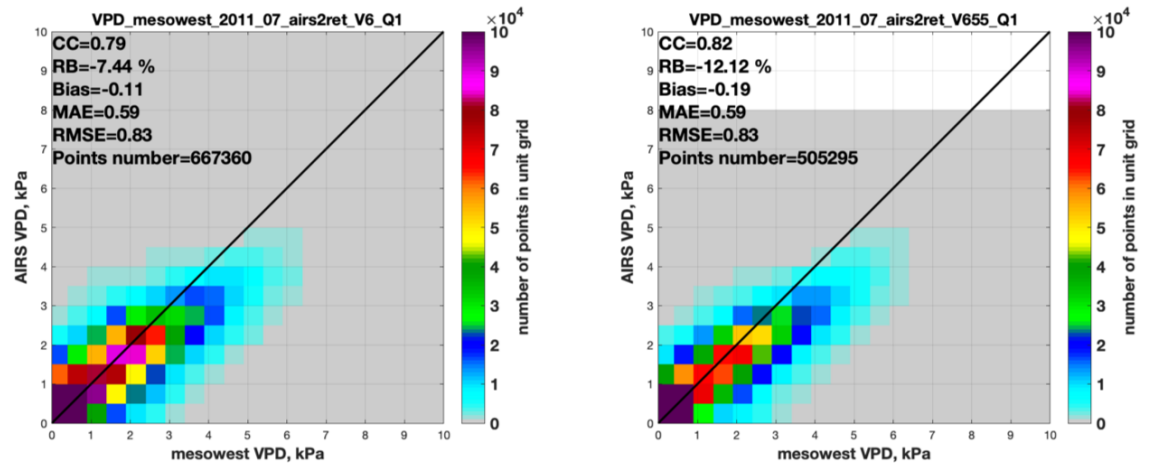 VPD_mesowest_2011_07_airs2ret_V6_Q1
CC=0.79
RB=-7.44 %
Bias=-0.11
MAE=0.59
RMSE=0.83
Points number=667360
10
9
8
7
6
5
4
3
2
1
0
AIRS VPD, kPa
0 1 2 3 4 5 6 7 8 9 10
mesowest VPD, kPa
×10⁴
10
9
8
7
6
5
4
3
2
1
0
number of points in unit grid
VPD_mesowest_2011_07_airs2ret_V655_Q1
CC=0.82
RB=-12.12 %
Bias=-0.19
MAE=0.59
RMSE=0.83
Points number=505295
10
9
8
7
6
5
4
3
2
1
0
AIRS VPD, kPa
0 1 2 3 4 5 6 7 8 9 10
mesowest VPD, kPa
×10⁴
10
9
8
7
6
5
4
3
2
1
0
number of points in unit grid